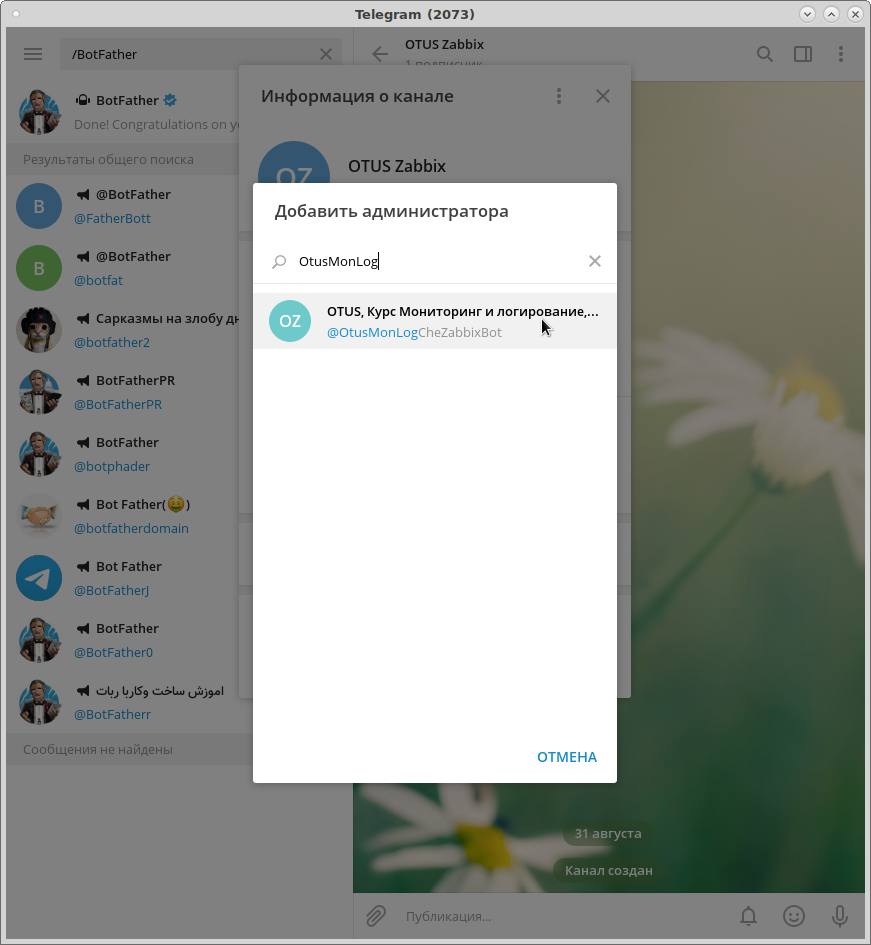 Telegram (2073)
/BotFather
BotFather
Done! Congratulations on y
Результаты общего поиска
B
@BotFather
@FatherBott
B
@BotFather
@botfat
Сарказмы на злобу дн
@botfather2
BotFatherPR
@BotFatherPR
BotFather
@botphader
Bot Father(🤑)
@botfatherdomain
Bot Father
@BotFatherJ
BotFather
@BotFather0
اموزش ساخت وکاربا ربات
@BotFatherr
Сообщения не найдены
OTUS Zabbix
1 подписчик
Информация о канале
OZ
OTUS Zabbix
Добавить администратора
OtusMonLog
OZ
OTUS, Курс Мониторинг и логирование,...
@OtusMonLogCheZabbixBot
ОТМЕНА
31 августа
Канал создан
Публикация...